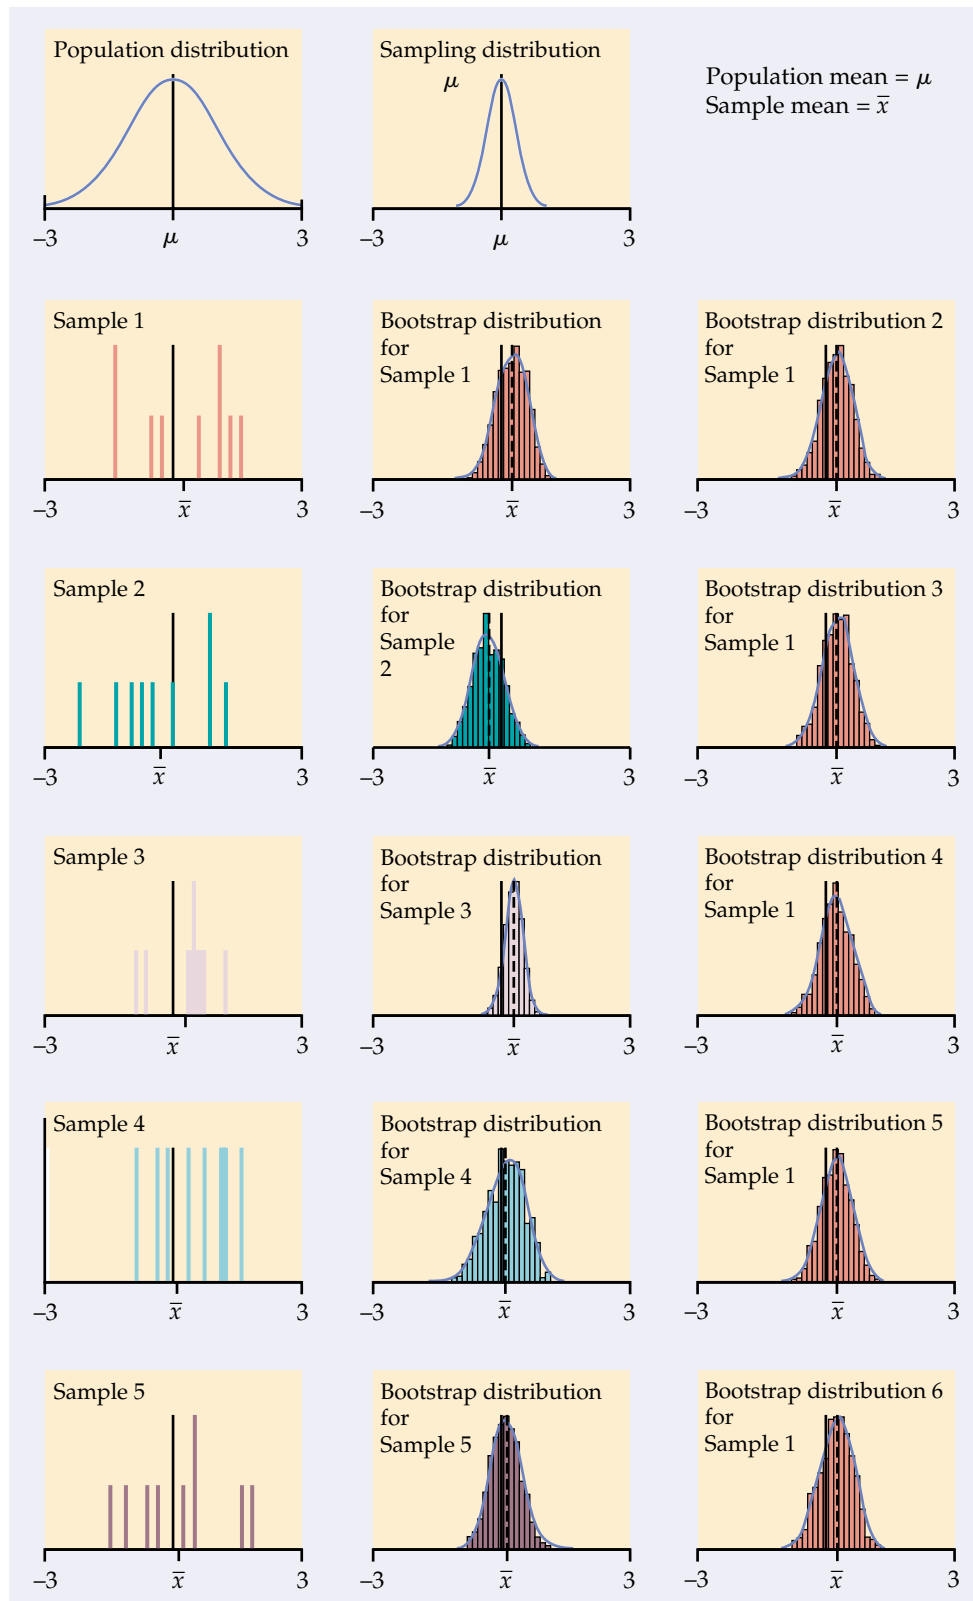 Population distribution
–3
μ
3
Sampling distribution
μ
–3
μ
3
Population mean = μ
Sample mean = x̅
Sample 1
–3
x̅
3
Bootstrap distribution
for
Sample 1
–3
x̅
3
Bootstrap distribution 2
for
Sample 1
–3
x̅
3
Sample 2
–3
x̅
3
Bootstrap distribution
for
Sample
2
–3
x̅
3
Bootstrap distribution 3
for
Sample 1
–3
x̅
3
Sample 3
–3
x̅
3
Bootstrap distribution
for
Sample 3
–3
x̅
3
Bootstrap distribution 4
for
Sample 1
–3
x̅
3
Sample 4
–3
x̅
3
Bootstrap distribution
for
Sample 4
–3
x̅
3
Bootstrap distribution 5
for
Sample 1
–3
x̅
3
Sample 5
–3
x̅
3
Bootstrap distribution
for
Sample 5
–3
x̅
3
Bootstrap distribution 6
for
Sample 1
–3
x̅
3